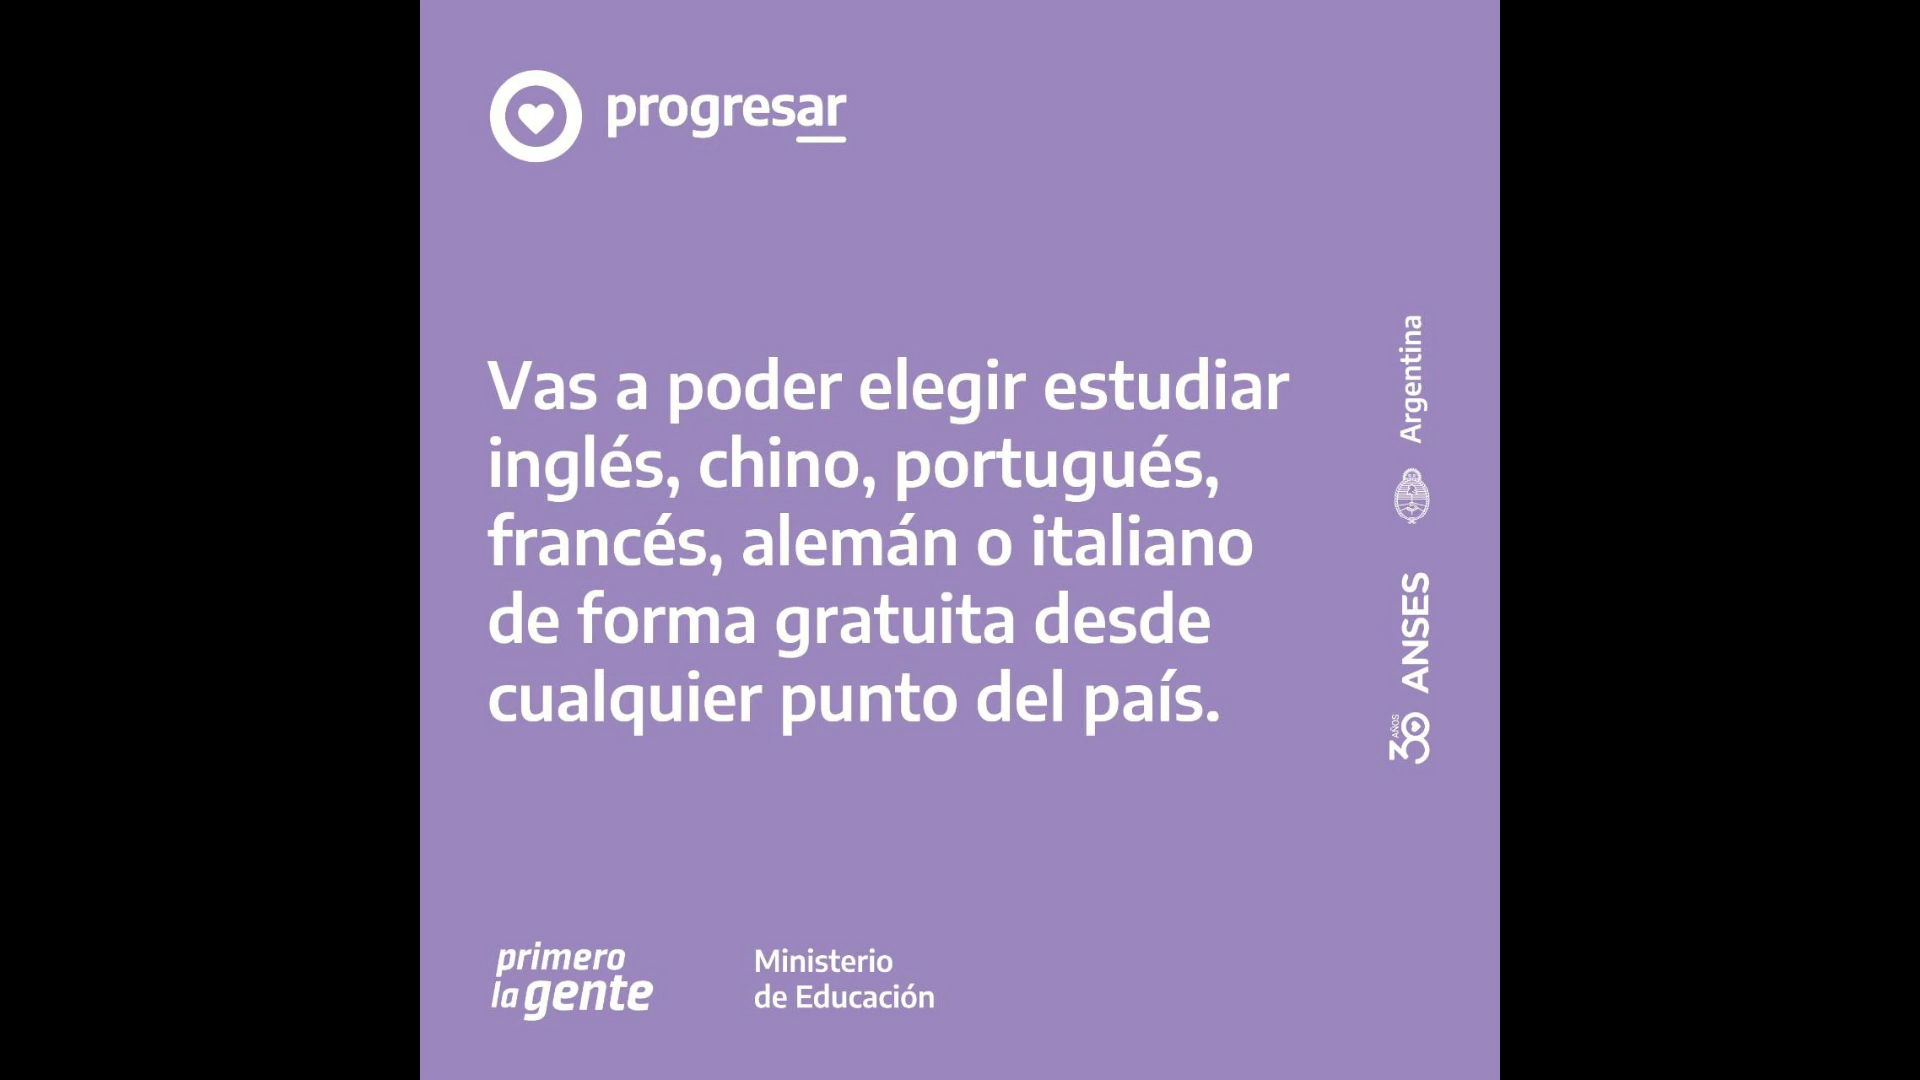 progresar
Vas a poder elegir estudiar
inglés, chino, portugués,
francés, alemán o italiano
de forma gratuita desde
cualquier punto del país.
Argentina
ANSES
30 AÑOS
primero
la gente
Ministerio
de Educación